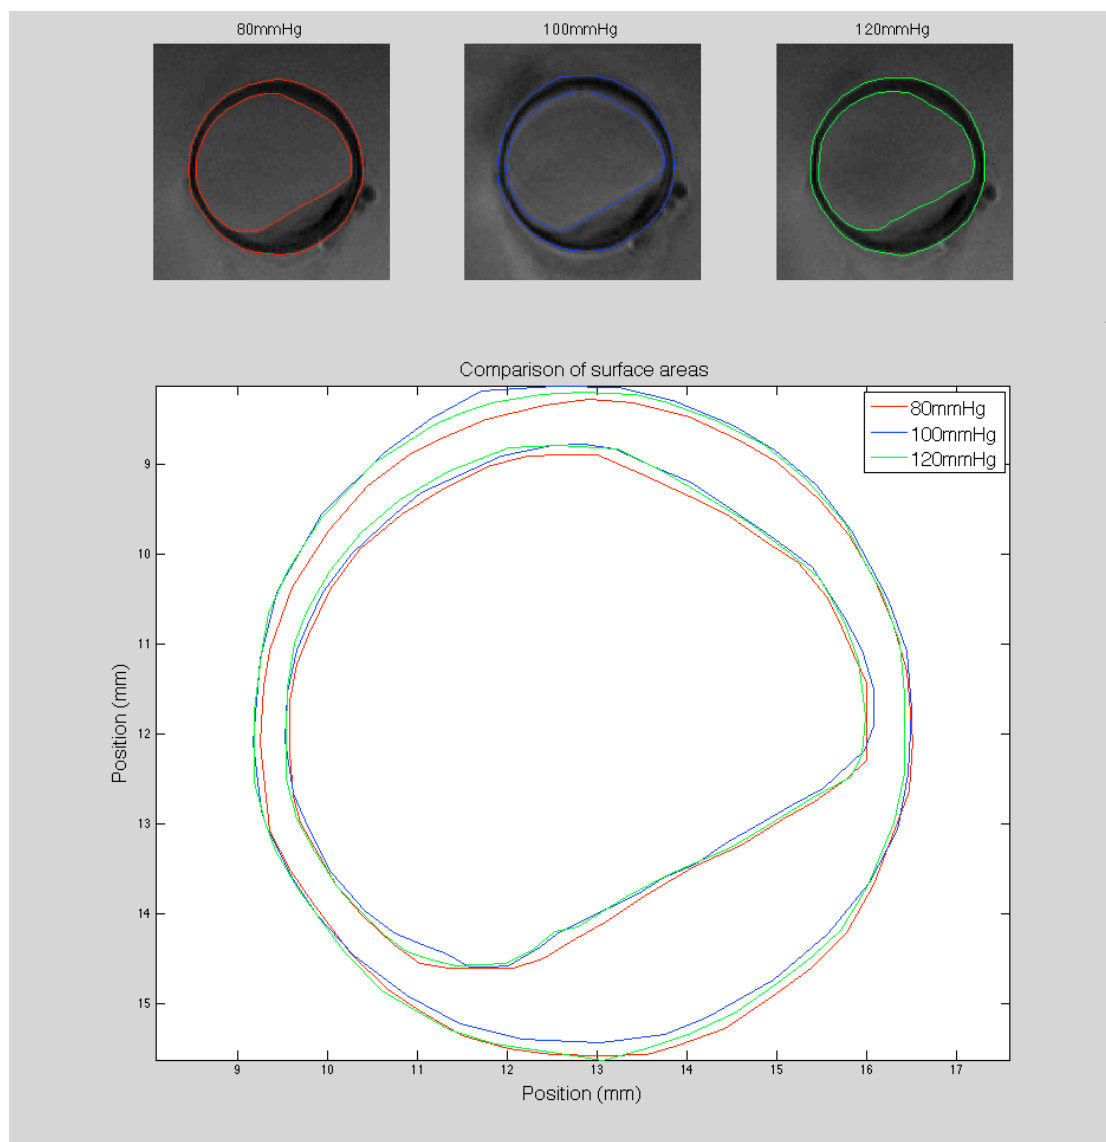 80mmHg 100mmHg 120mmHg
Comparison of surface areas
80mmHg
100mmHg
120mmHg
Position (mm)
9
10
11
12
13
14
15
9 10 11 12 13 14 15 16 17
Position (mm)